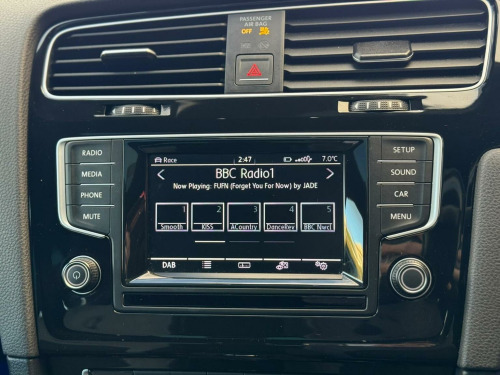 PASSENGER
AIR BAG
OFF
RADIO
MEDIA
PHONE
MUTE
SETUP
SOUND
CAR
MENU
Race 2:47 7.0°C
BBC Radio1
Now Playing: FUFN (Forget You For Now) by JADE
1 2 3 4 5
Smooth KISS ACountry DanceRev BBC Nwcl
DAB